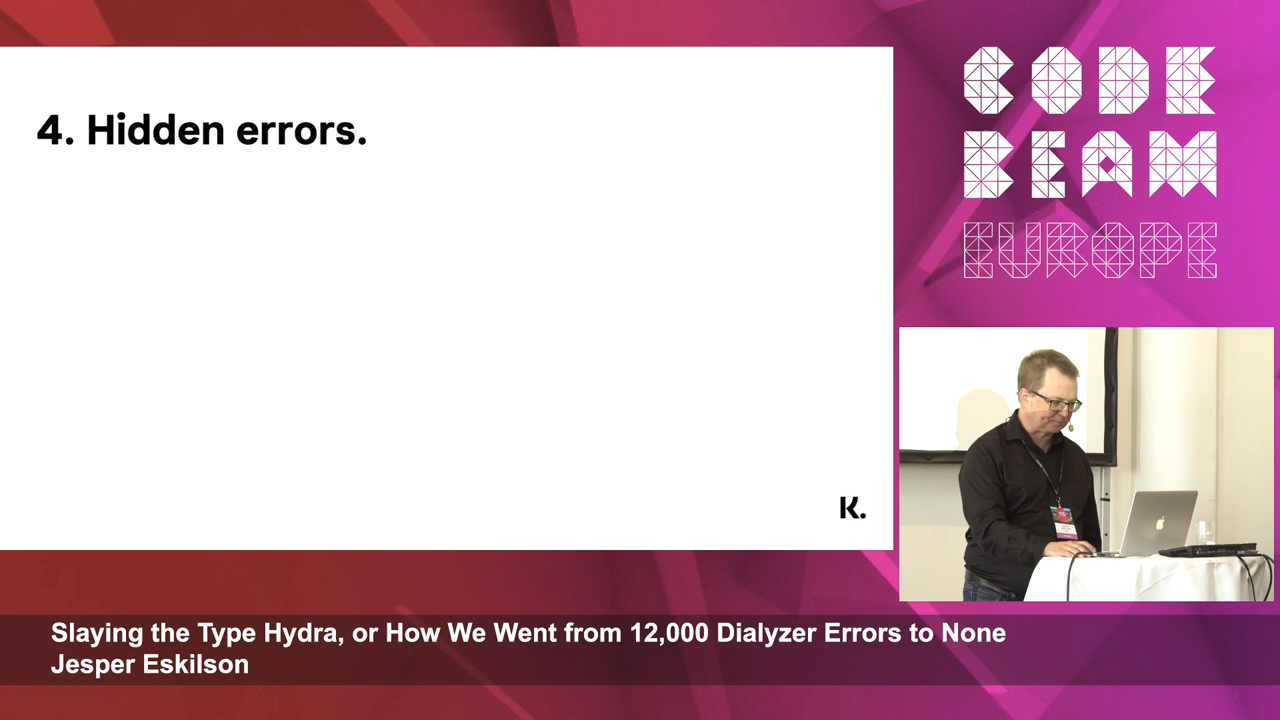 4. Hidden errors.
K.
CODE
BEAM
EUROPE
Slaying the Type Hydra, or How We Went from 12,000 Dialyzer Errors to None
Jesper Eskilson